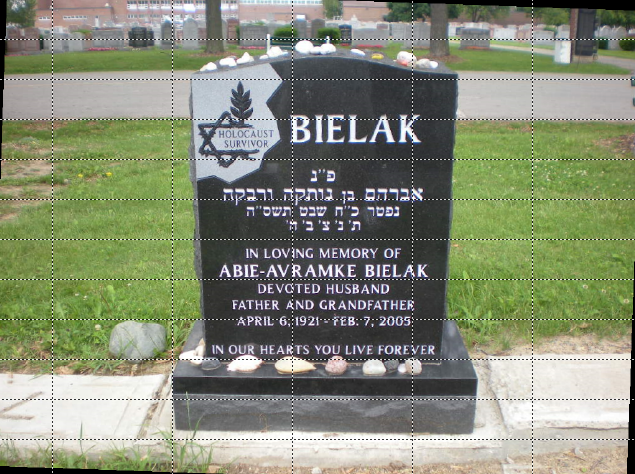 HOLOCAUST
SURVIVOR
BIELAK
פ״נ
אברהם בן נותקה ורבקה
נפטר כ״ח שבט תשס״ה
ת׳ נ׳ צ׳ ב׳ ה׳
IN LOVING MEMORY OF
ABIE-AVRAMKE BIELAK
DEVOTED HUSBAND
FATHER AND GRANDFATHER
APRIL 6, 1921 - FEB. 7, 2005
IN OUR HEARTS YOU LIVE FOREVER